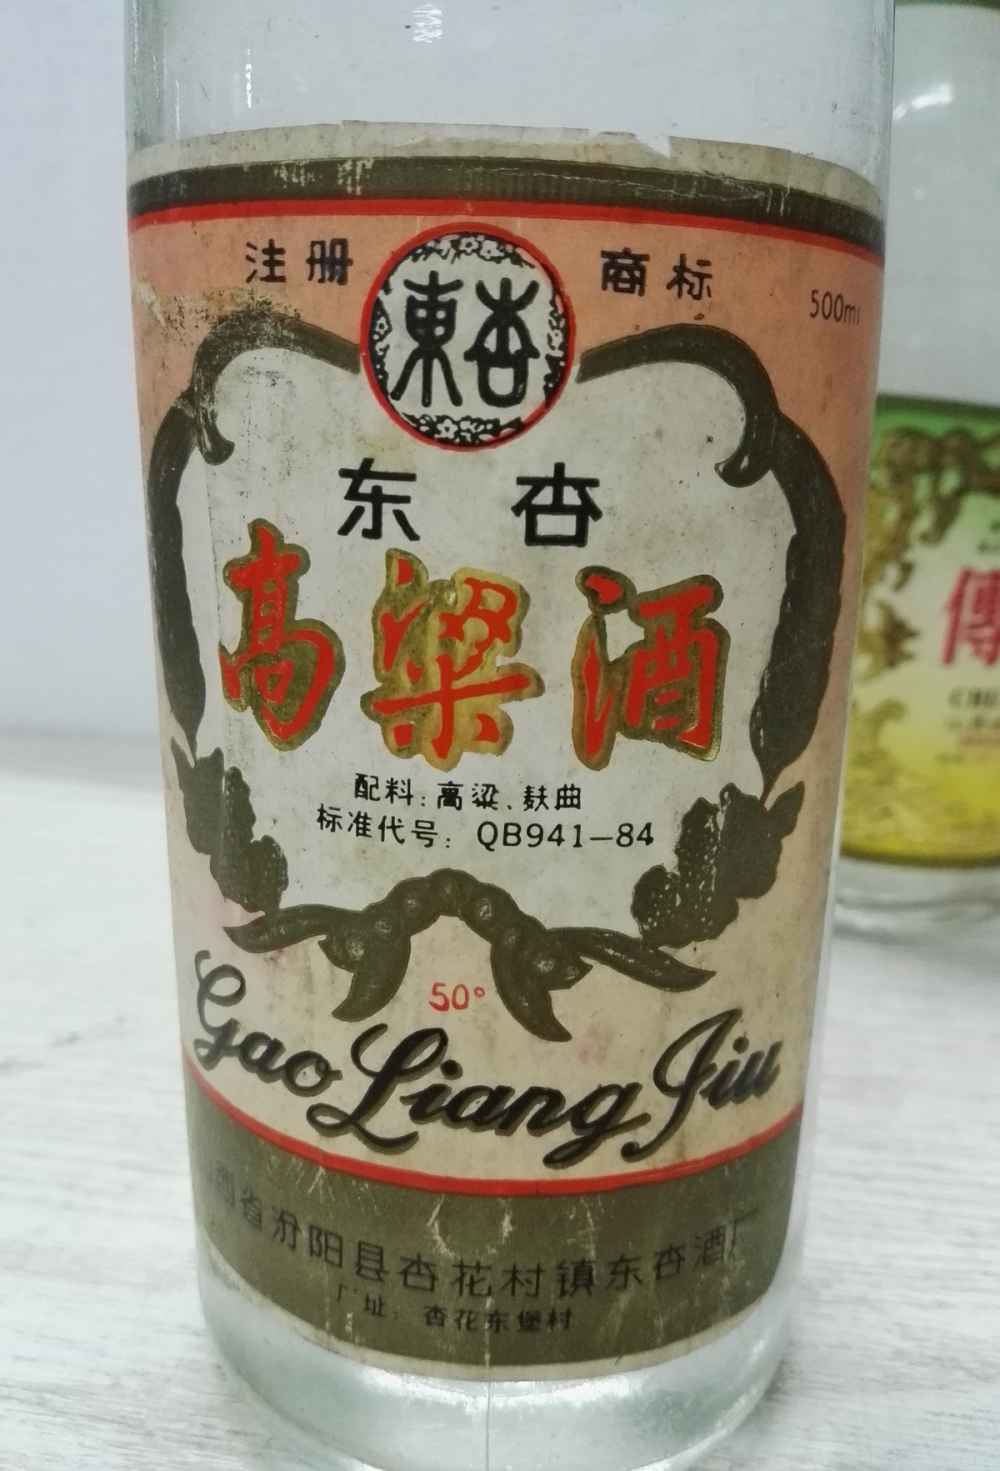 注册 商标
500ml
東杏
东杏
高粱酒
配料：高粱、麸曲
标准代号：QB941—84
50°
Gao Liang Jiu
西省汾阳县杏花村镇东杏酒厂
厂址：杏花东堡村
傳